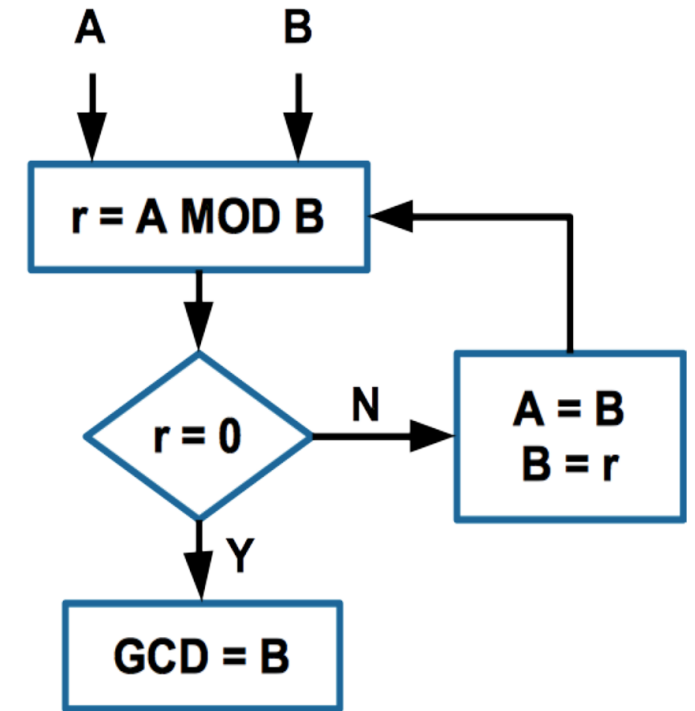 A
B
r = A MOD B
r = 0
N
A = B
B = r
Y
GCD = B